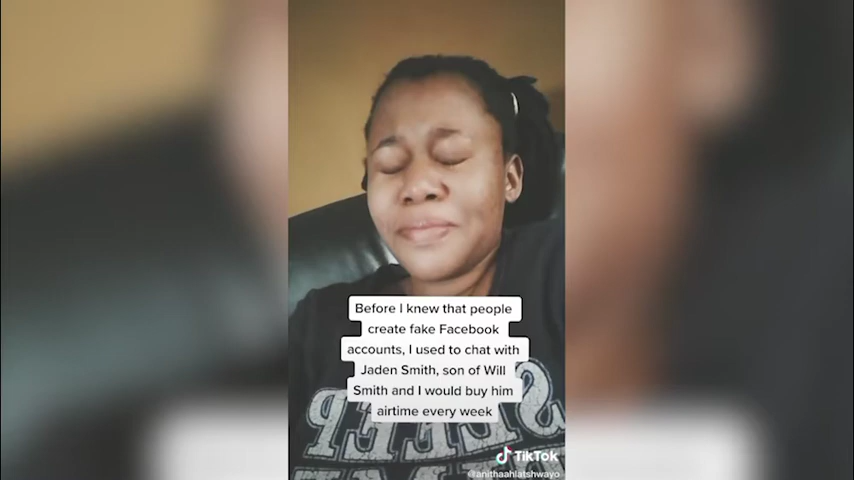 Before I knew that people
create fake Facebook
accounts, I used to chat with
Jaden Smith, son of Will
Smith and I would buy him
airtime every week
SLEEP
TikTok
@anithaahlatshwayo